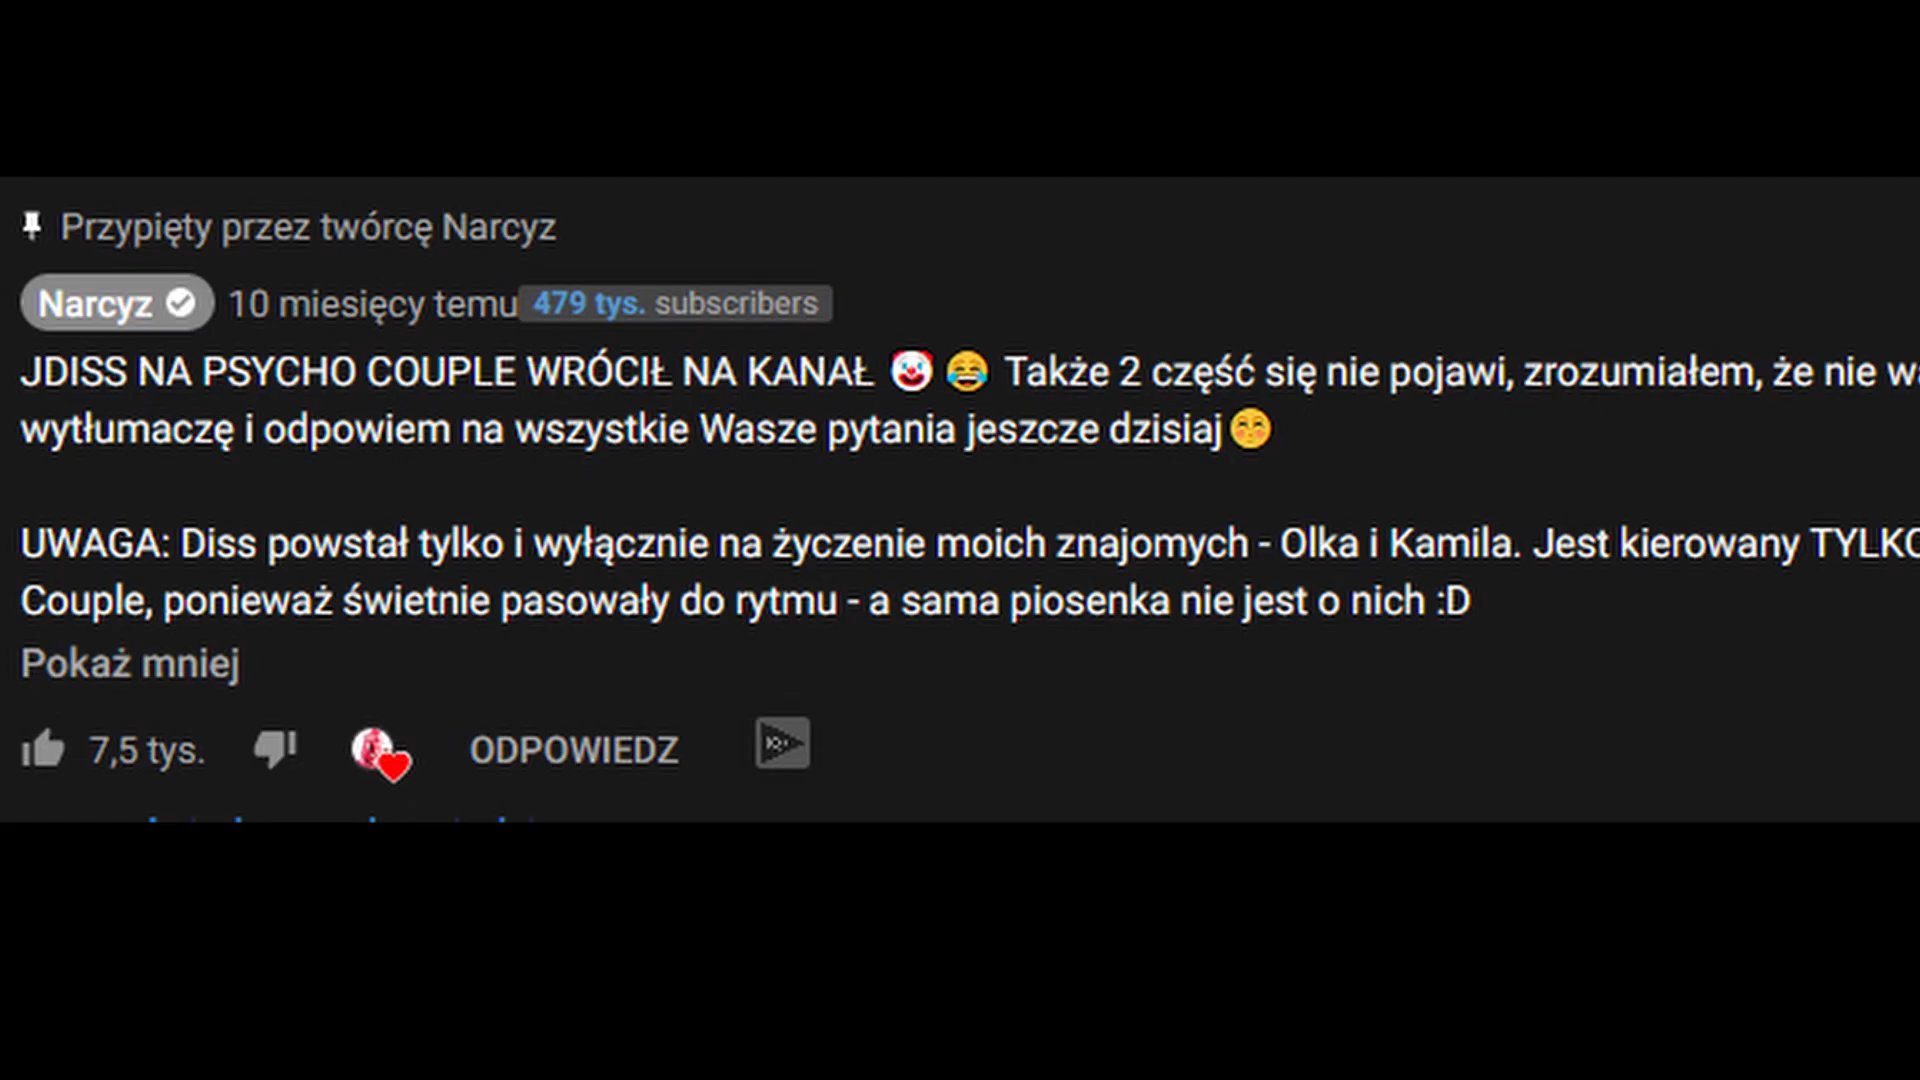 Przypięty przez twórcę Narcyz
Narcyz 10 miesięcy temu 479 tys. subscribers
JDISS NA PSYCHO COUPLE WRÓCIŁ NA KANAŁ 🤡 😂 Także 2 część się nie pojawi, zrozumiałem, że nie
wytłumaczę i odpowiem na wszystkie Wasze pytania jeszcze dzisiaj 😊
UWAGA: Diss powstał tylko i wyłącznie na życzenie moich znajomych - Olka i Kamila. Jest kierowany TYLKO
Couple, ponieważ świetnie pasowały do rytmu - a sama piosenka nie jest o nich :D
Pokaż mniej
7,5 tys. ODPOWIEDZ